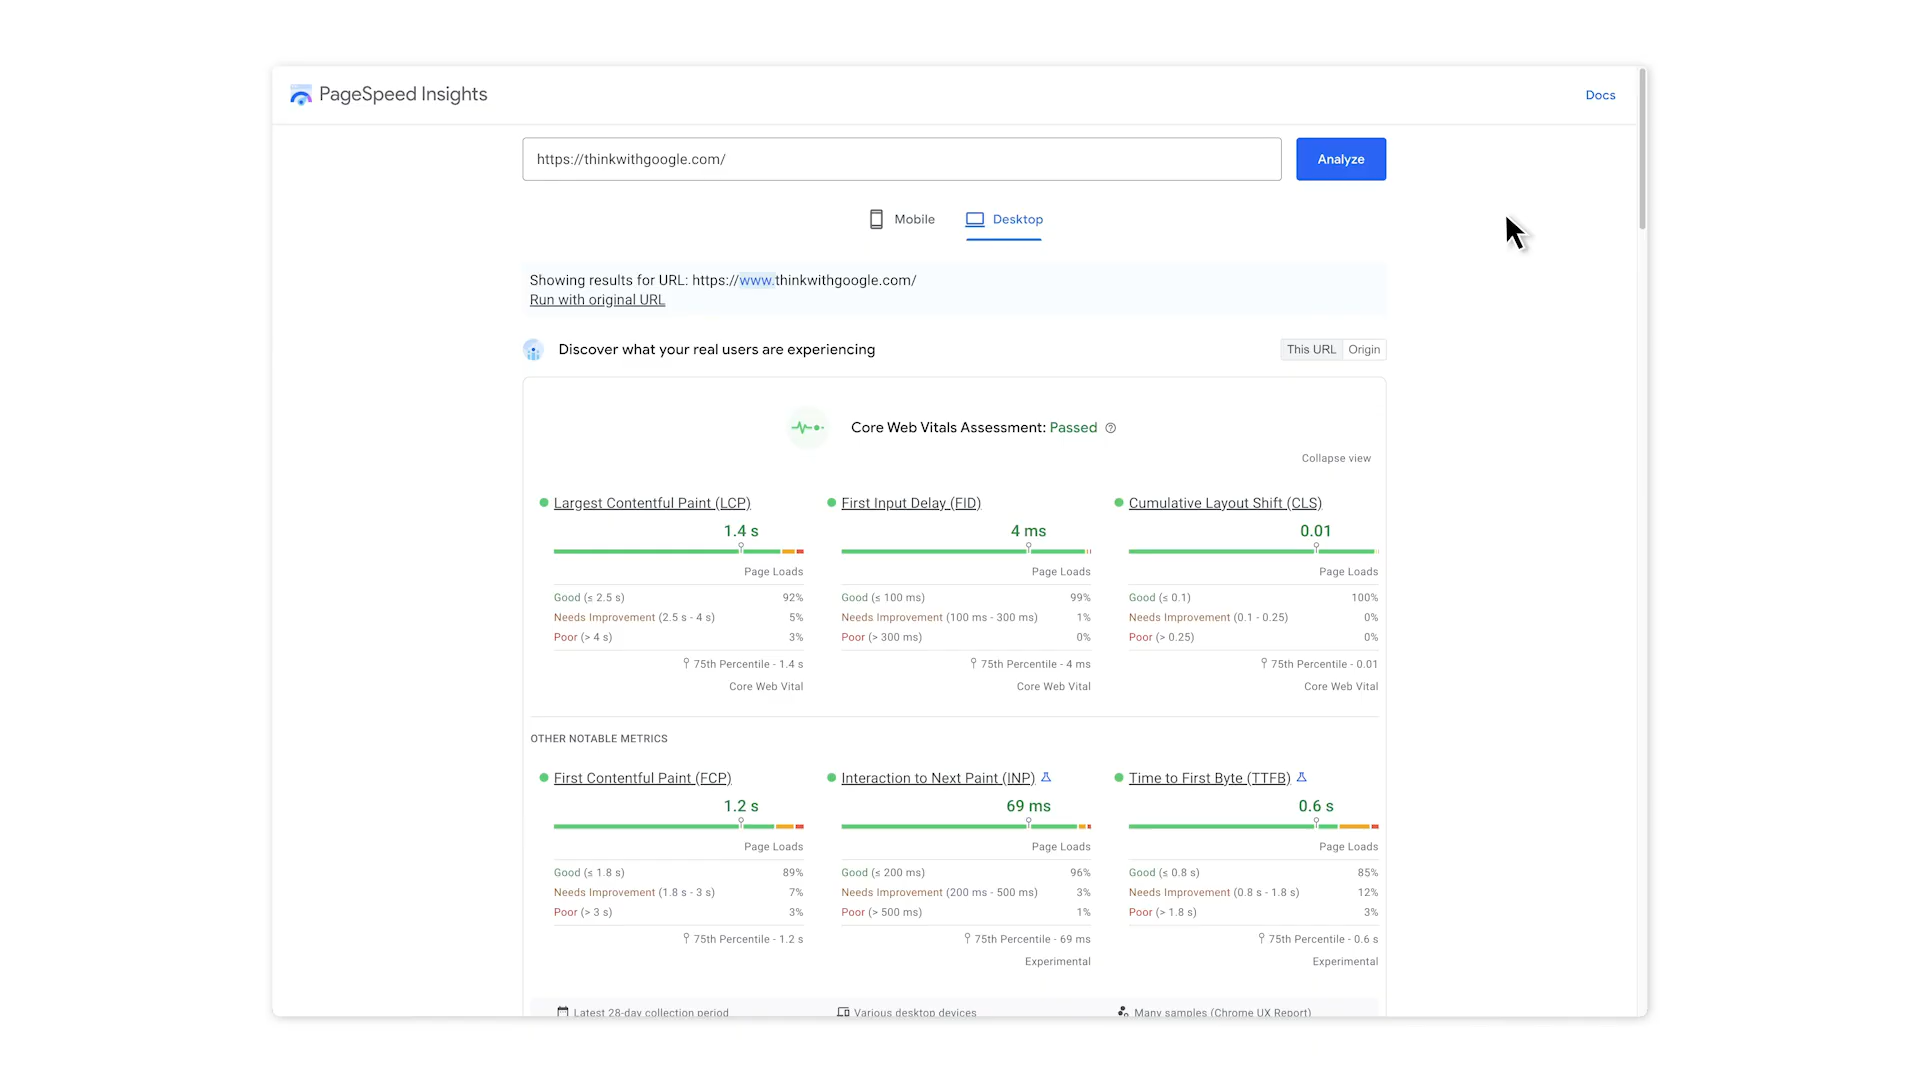 PageSpeed Insights
Docs
https://thinkwithgoogle.com/
Analyze
Mobile
Desktop
Showing results for URL: https://www.thinkwithgoogle.com/
Run with original URL
Discover what your real users are experiencing
This URL
Origin
Core Web Vitals Assessment: Passed
Collapse view
Largest Contentful Paint (LCP)
1.4 s
Page Loads
Good (≤ 2.5 s) 92%
Needs Improvement (2.5 s - 4 s) 5%
Poor (> 4 s) 3%
75th Percentile - 1.4 s
Core Web Vital
First Input Delay (FID)
4 ms
Page Loads
Good (≤ 100 ms) 99%
Needs Improvement (100 ms - 300 ms) 1%
Poor (> 300 ms) 0%
75th Percentile - 4 ms
Core Web Vital
Cumulative Layout Shift (CLS)
0.01
Page Loads
Good (≤ 0.1) 100%
Needs Improvement (0.1 - 0.25) 0%
Poor (> 0.25) 0%
75th Percentile - 0.01
Core Web Vital
OTHER NOTABLE METRICS
First Contentful Paint (FCP)
1.2 s
Page Loads
Good (≤ 1.8 s) 89%
Needs Improvement (1.8 s - 3 s) 7%
Poor (> 3 s) 3%
75th Percentile - 1.2 s
Interaction to Next Paint (INP)
69 ms
Page Loads
Good (≤ 200 ms) 96%
Needs Improvement (200 ms - 500 ms) 3%
Poor (> 500 ms) 1%
75th Percentile - 69 ms
Experimental
Time to First Byte (TTFB)
0.6 s
Page Loads
Good (≤ 0.8 s) 85%
Needs Improvement (0.8 s - 1.8 s) 12%
Poor (> 1.8 s) 3%
75th Percentile - 0.6 s
Experimental
Latest 28-day collection period
Various desktop devices
Many samples (Chrome UX Report)